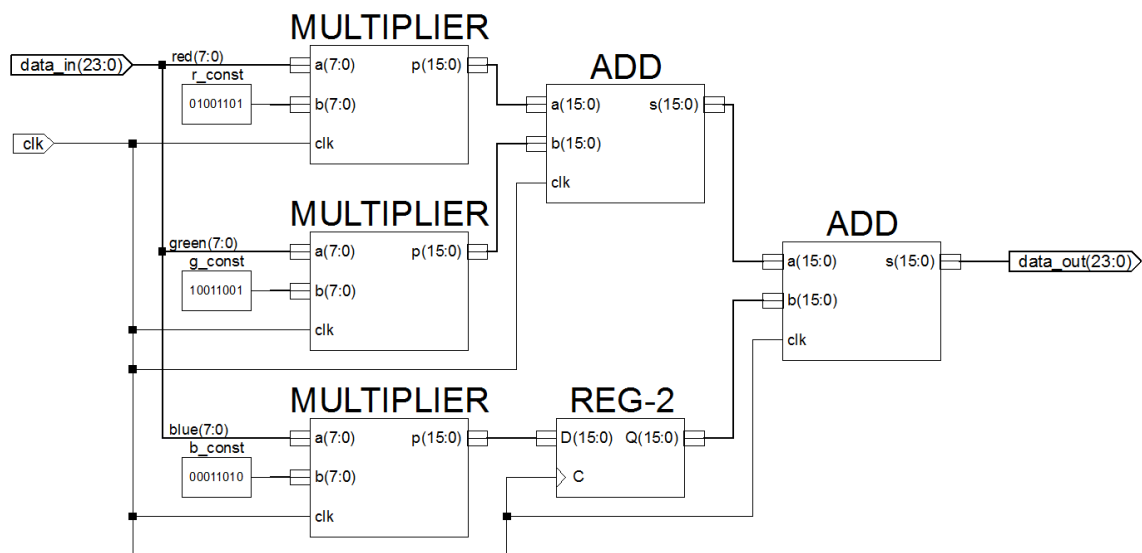 MULTIPLIER
data_in(23:0)
red(7:0)
a(7:0)
p(15:0)
r_const
01001101
b(7:0)
clk
clk
ADD
a(15:0)
s(15:0)
b(15:0)
clk
MULTIPLIER
green(7:0)
a(7:0)
p(15:0)
g_const
10011001
b(7:0)
clk
ADD
a(15:0)
s(15:0)
data_out(23:0)
b(15:0)
clk
MULTIPLIER
blue(7:0)
a(7:0)
p(15:0)
b_const
00011010
b(7:0)
clk
REG-2
D(15:0)
Q(15:0)
C